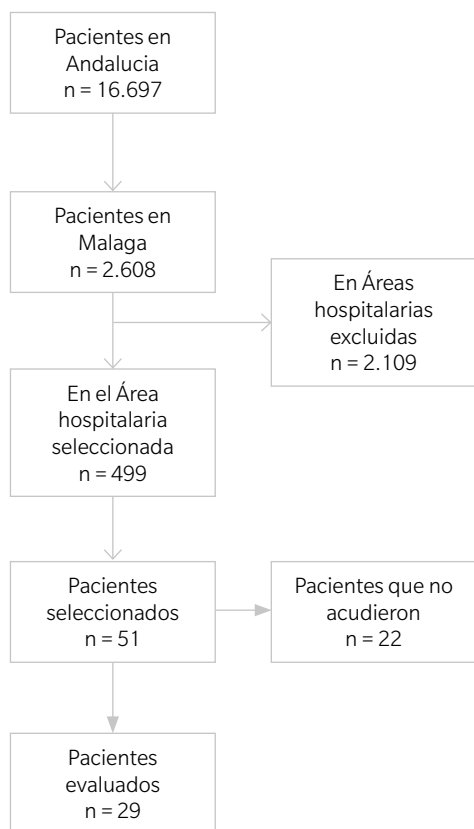 Pacientes en
Andalucia
n = 16.697
Pacientes en
Malaga
n = 2.608
En Áreas
hospitalarias
excluidas
n = 2.109
En el Área
hospitalaria
seleccionada
n = 499
Pacientes
seleccionados
n = 51
Pacientes que no
acudieron
n = 22
Pacientes
evaluados
n = 29